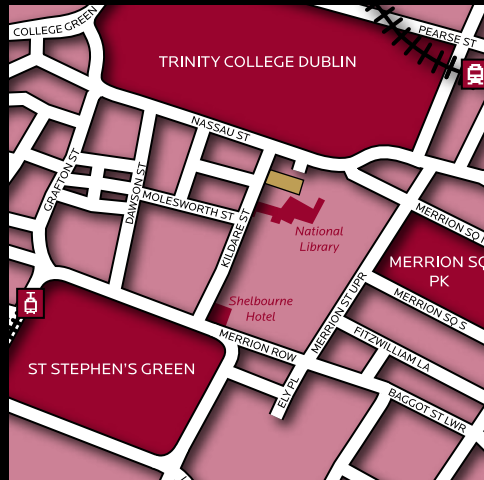 COLLEGE GREEN
PEARSE ST
TRINITY COLLEGE DUBLIN
NASSAU ST
GRAFTON ST
DAWSON ST
MOLESWORTH ST
KILDARE ST
National
Library
MERRION SQ
MERRION SQ
PK
MERRION SQ S
Shelbourne
Hotel
MERRION ST UPR
MERRION ROW
FITZWILLIAM LA
ST STEPHEN'S GREEN
ELY PL
BAGGOT ST LWR